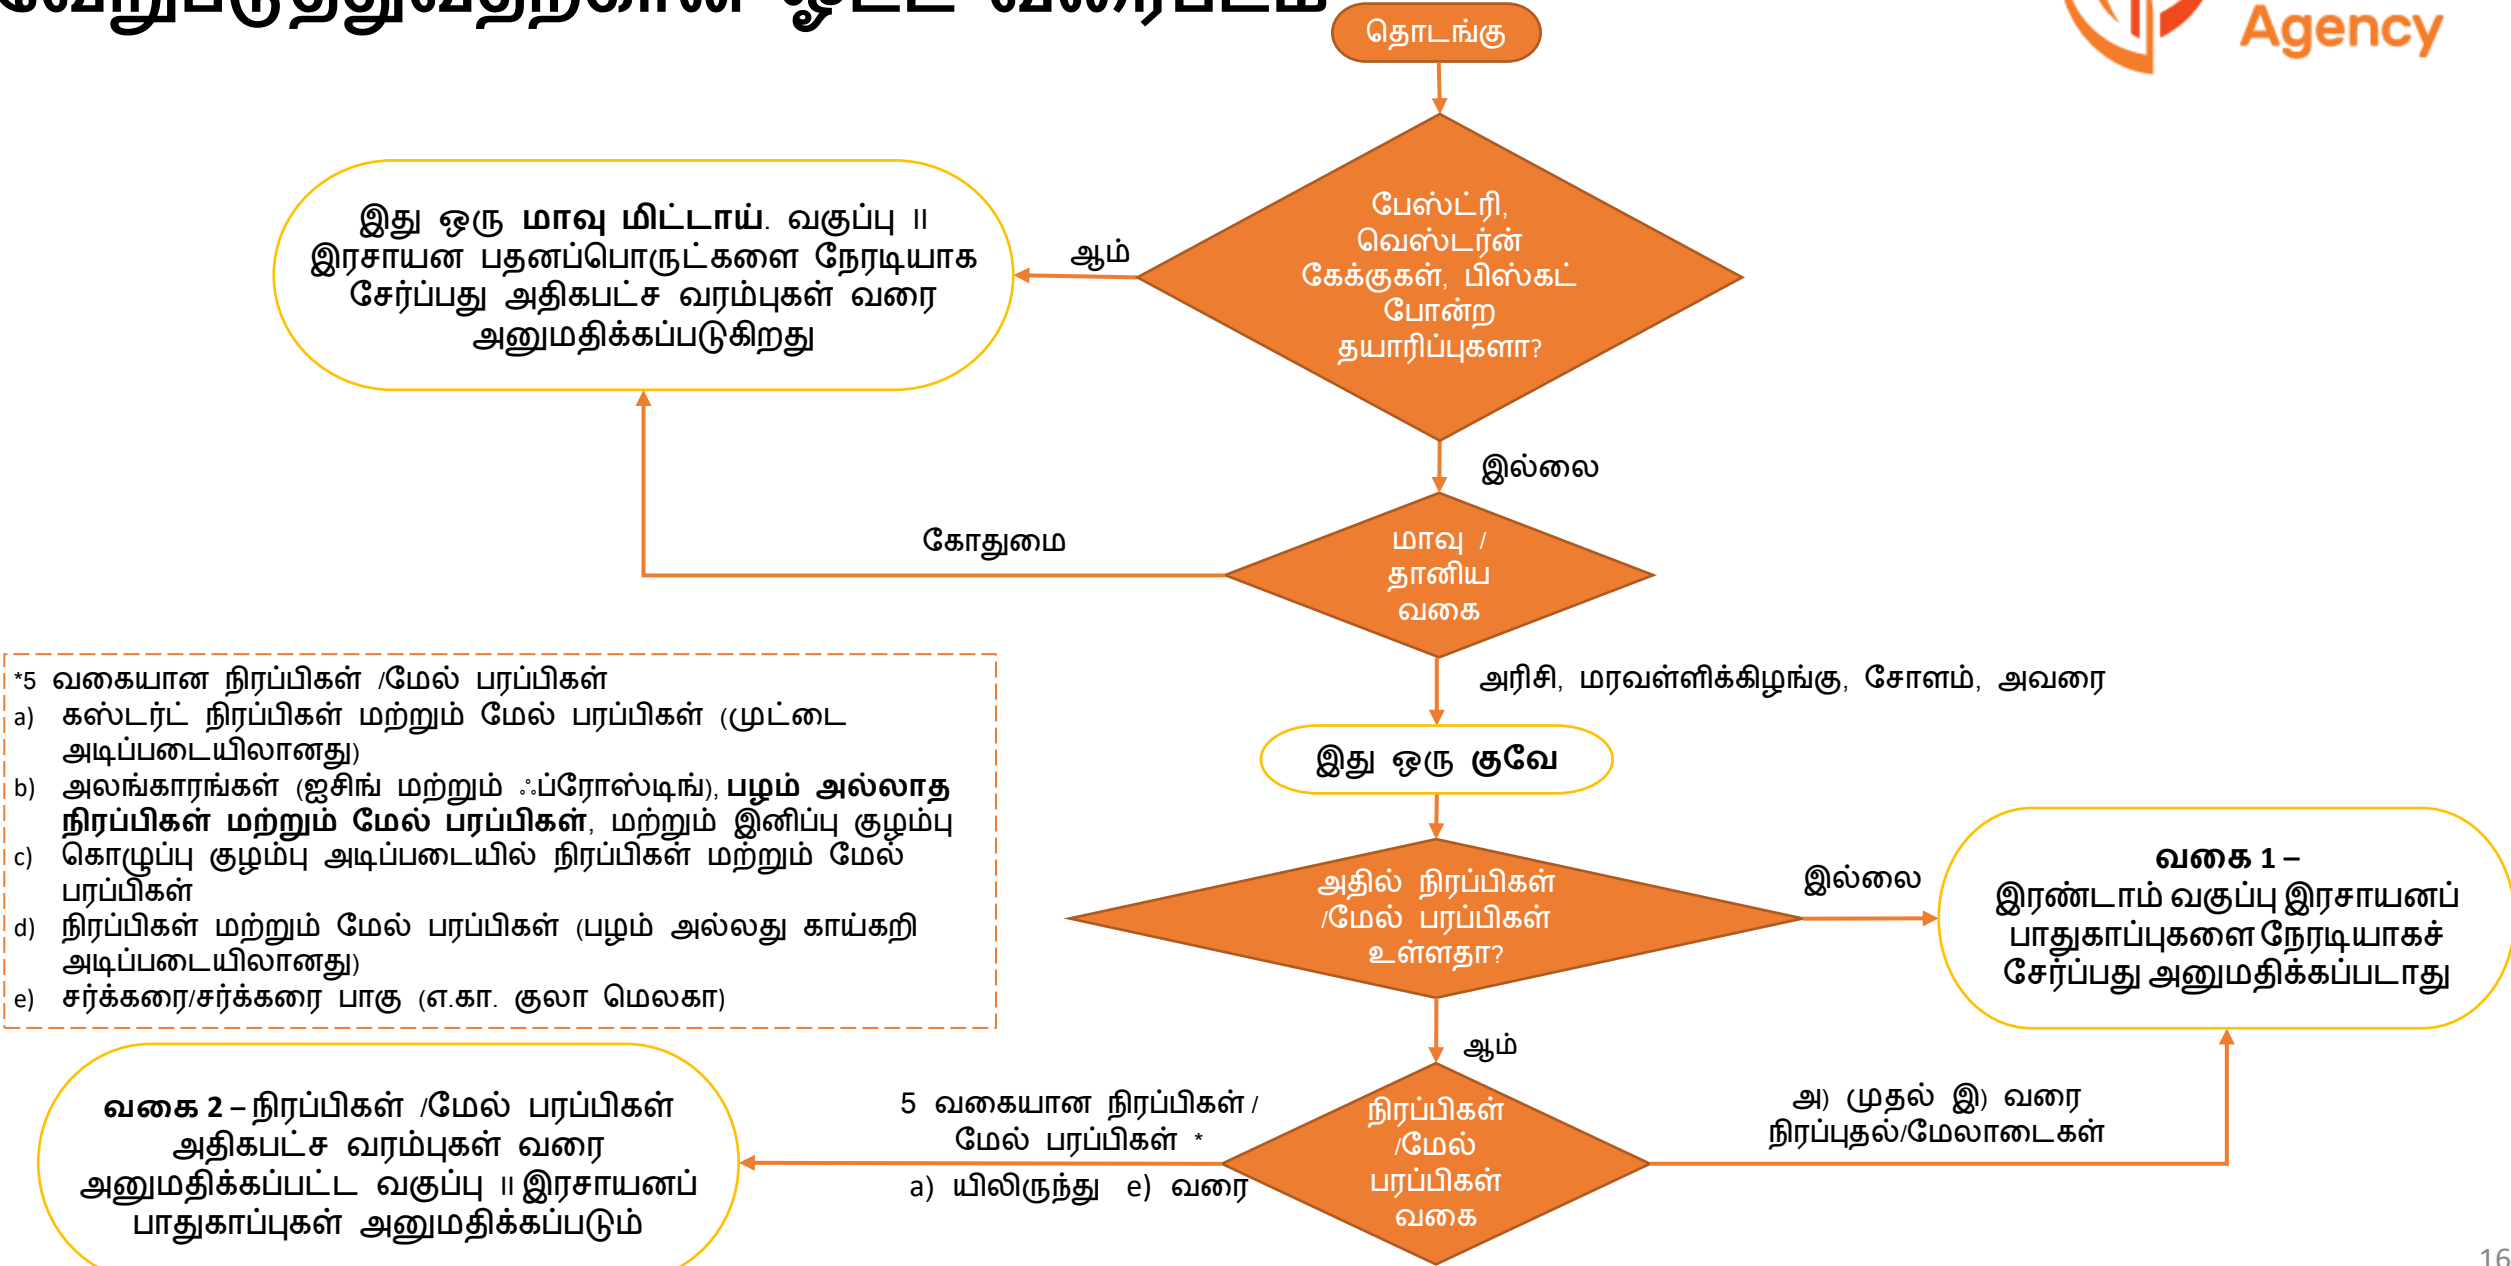 வேறுபடுத்துவதற்கான ஓட்ட வரைபடம்
Agency
தொடங்கு
பேஸ்ட்ரி,
வெஸ்டர்ன்
கேக்குகள், பிஸ்கட்
போன்ற
தயாரிப்புகளா?
ஆம்
இது ஒரு மாவு மிட்டாய். வகுப்பு II
இரசாயன பதனப்பொருட்களை நேரடியாக
சேர்ப்பது அதிகபட்ச வரம்புகள் வரை
அனுமதிக்கப்படுகிறது
இல்லை
மாவு /
தானிய
வகை
கோதுமை
அரிசி, மரவள்ளிக்கிழங்கு, சோளம், அவரை
இது ஒரு குவே
*5 வகையான நிரப்பிகள் /மேல் பரப்பிகள்
a) கஸ்டர்ட் நிரப்பிகள் மற்றும் மேல் பரப்பிகள் (முட்டை
அடிப்படையிலானது)
b) அலங்காரங்கள் (ஐசிங் மற்றும் ஃப்ரோஸ்டிங்), பழம் அல்லாத
நிரப்பிகள் மற்றும் மேல் பரப்பிகள், மற்றும் இனிப்பு குழம்பு
c) கொழுப்பு குழம்பு அடிப்படையில் நிரப்பிகள் மற்றும் மேல்
பரப்பிகள்
d) நிரப்பிகள் மற்றும் மேல் பரப்பிகள் (பழம் அல்லது காய்கறி
அடிப்படையிலானது)
e) சர்க்கரை/சர்க்கரை பாகு (எ.கா. குலா மெலகா)
அதில் நிரப்பிகள்
/மேல் பரப்பிகள்
உள்ளதா?
இல்லை
வகை 1 –
இரண்டாம் வகுப்பு இரசாயனப்
பாதுகாப்புகளை நேரடியாகச்
சேர்ப்பது அனுமதிக்கப்படாது
ஆம்
நிரப்பிகள்
/மேல்
பரப்பிகள்
வகை
அ) முதல் இ) வரை
நிரப்புதல்/மேலாடைகள்
5 வகையான நிரப்பிகள் /
மேல் பரப்பிகள் *
a) யிலிருந்து e) வரை
வகை 2 – நிரப்பிகள் /மேல் பரப்பிகள்
அதிகபட்ச வரம்புகள் வரை
அனுமதிக்கப்பட்ட வகுப்பு II இரசாயனப்
பாதுகாப்புகள் அனுமதிக்கப்படும்
16